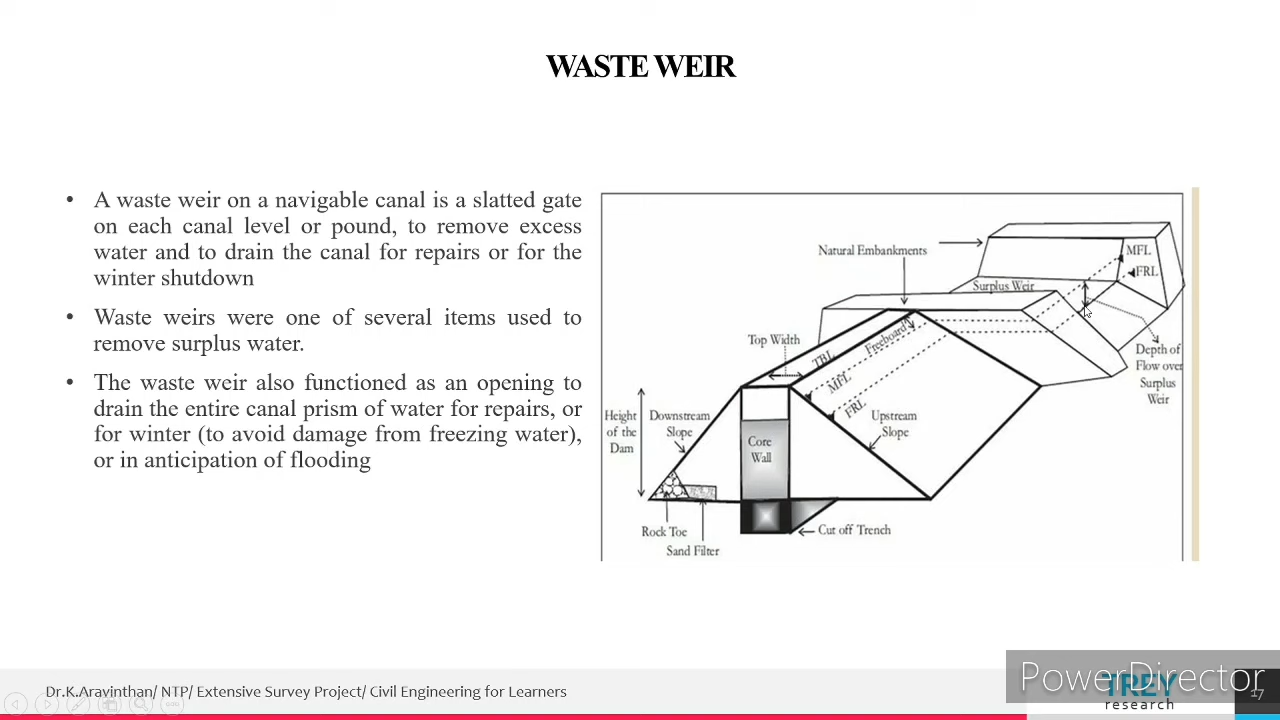 WASTE WEIR
• A waste weir on a navigable canal is a slatted gate
on each canal level or pound, to remove excess
water and to drain the canal for repairs or for the
winter shutdown
• Waste weirs were one of several items used to
remove surplus water.
• The waste weir also functioned as an opening to
drain the entire canal prism of water for repairs, or
for winter (to avoid damage from freezing water),
or in anticipation of flooding
Natural Embankments
MFL
FRL
Surplus Weir
Top Width
TBL
Freeboard
MFL
FRL
Depth of
Flow over
Surplus
Weir
Height
of the
Dam
Downstream
Slope
Upstream
Slope
Core
Wall
Rock Toe
Sand Filter
Cut off Trench
Dr.K.Aravinthan/ NTP/ Extensive Survey Project/ Civil Engineering for Learners
PowerDirector
TREY
research
17